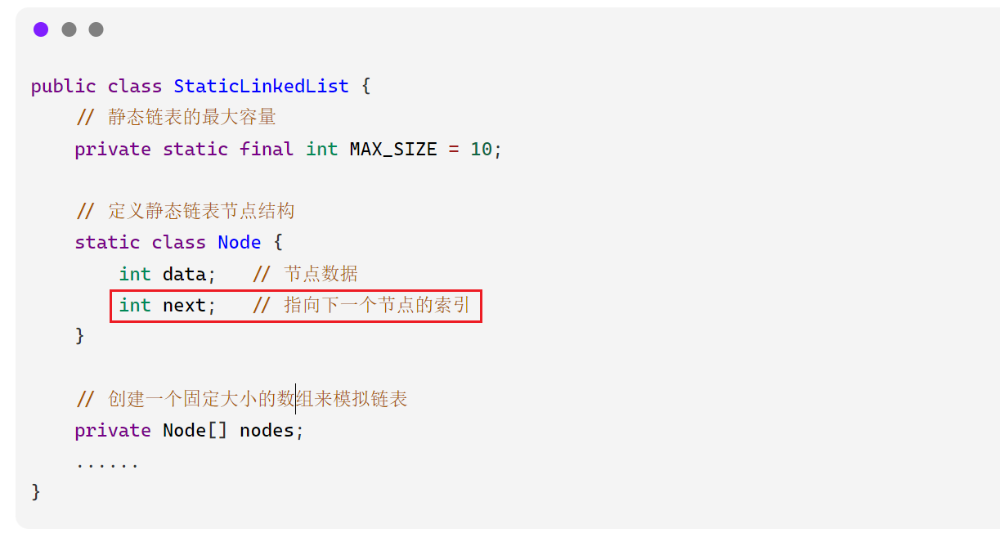 public class StaticLinkedList {
    // 静态链表的最大容量
    private static final int MAX_SIZE = 10;
    // 定义静态链表节点结构
    static class Node {
        int data;   // 节点数据
        int next;   // 指向下一个节点的索引
    }
    // 创建一个固定大小的数组来模拟链表
    private Node[] nodes;
    ......
}